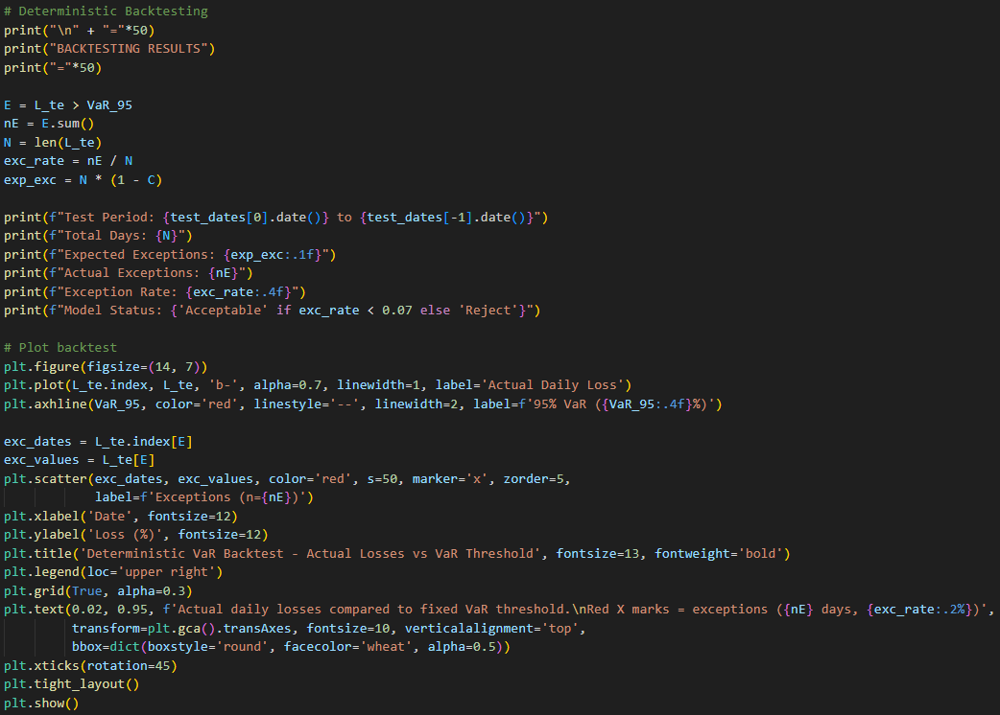 # Deterministic Backtesting
print("\n" + "="*50)
print("BACKTESTING RESULTS")
print("="*50)

E = L_te > VaR_95
nE = E.sum()
N = len(L_te)
exc_rate = nE / N
exp_exc = N * (1 - C)

print(f"Test Period: {test_dates[0].date()} to {test_dates[-1].date()}")
print(f"Total Days: {N}")
print(f"Expected Exceptions: {exp_exc:.1f}")
print(f"Actual Exceptions: {nE}")
print(f"Exception Rate: {exc_rate:.4f}")
print(f"Model Status: {'Acceptable' if exc_rate < 0.07 else 'Reject'}")

# Plot backtest
plt.figure(figsize=(14, 7))
plt.plot(L_te.index, L_te, 'b-', alpha=0.7, linewidth=1, label='Actual Daily Loss')
plt.axhline(VaR_95, color='red', linestyle='--', linewidth=2, label=f'95% VaR ({VaR_95:.4f}%)')

exc_dates = L_te.index[E]
exc_values = L_te[E]
plt.scatter(exc_dates, exc_values, color='red', s=50, marker='x', zorder=5,
            label=f'Exceptions (n={nE})')
plt.xlabel('Date', fontsize=12)
plt.ylabel('Loss (%)', fontsize=12)
plt.title('Deterministic VaR Backtest - Actual Losses vs VaR Threshold', fontsize=13, fontweight='bold')
plt.legend(loc='upper right')
plt.grid(True, alpha=0.3)
plt.text(0.02, 0.95, f'Actual daily losses compared to fixed VaR threshold.\nRed X marks = exceptions ({nE} days, {exc_rate:.2%})',
         transform=plt.gca().transAxes, fontsize=10, verticalalignment='top',
         bbox=dict(boxstyle='round', facecolor='wheat', alpha=0.5))
plt.xticks(rotation=45)
plt.tight_layout()
plt.show()